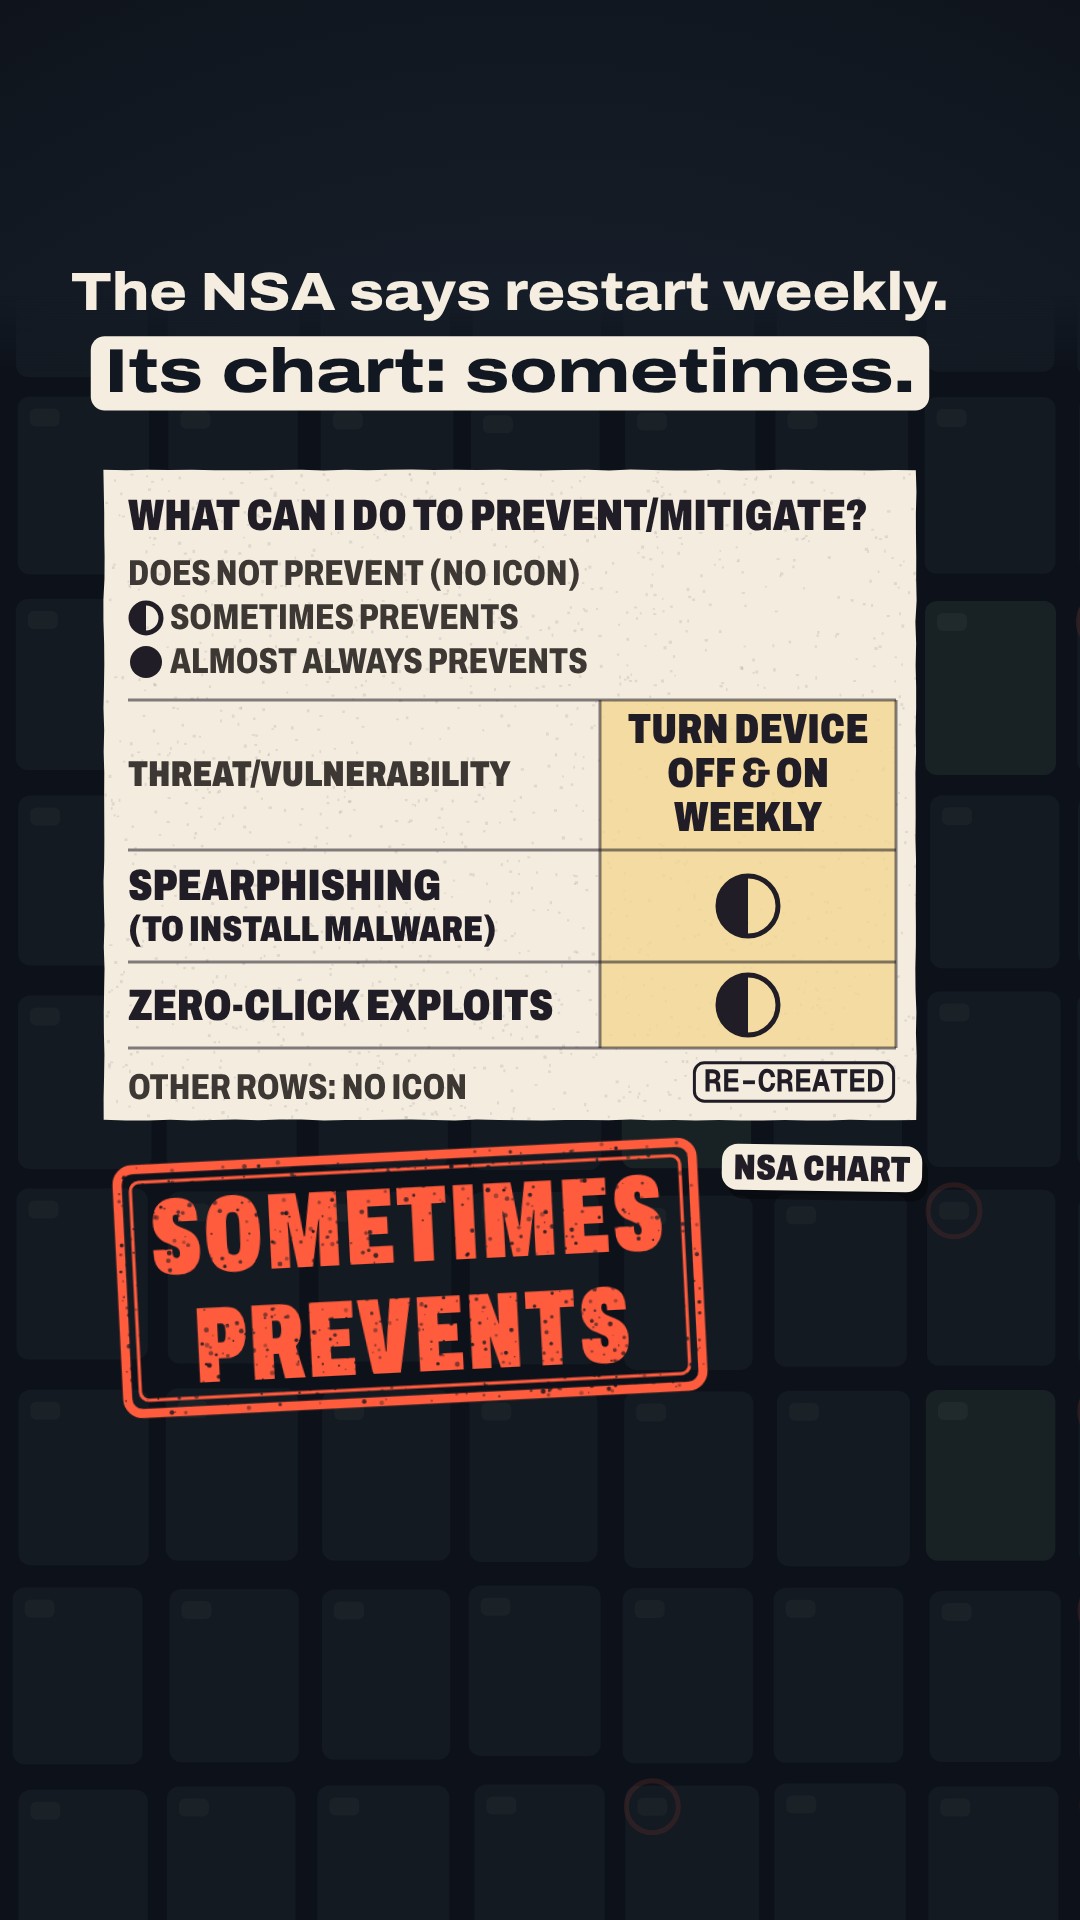 The NSA says restart weekly.
Its chart: sometimes.
WHAT CAN I DO TO PREVENT/MITIGATE?
DOES NOT PREVENT (NO ICON)
SOMETIMES PREVENTS
ALMOST ALWAYS PREVENTS
THREAT/VULNERABILITY
TURN DEVICE
OFF & ON
WEEKLY
SPEARPHISHING
(TO INSTALL MALWARE)
ZERO-CLICK EXPLOITS
OTHER ROWS: NO ICON
RE-CREATED
NSA CHART
SOMETIMES
PREVENTS